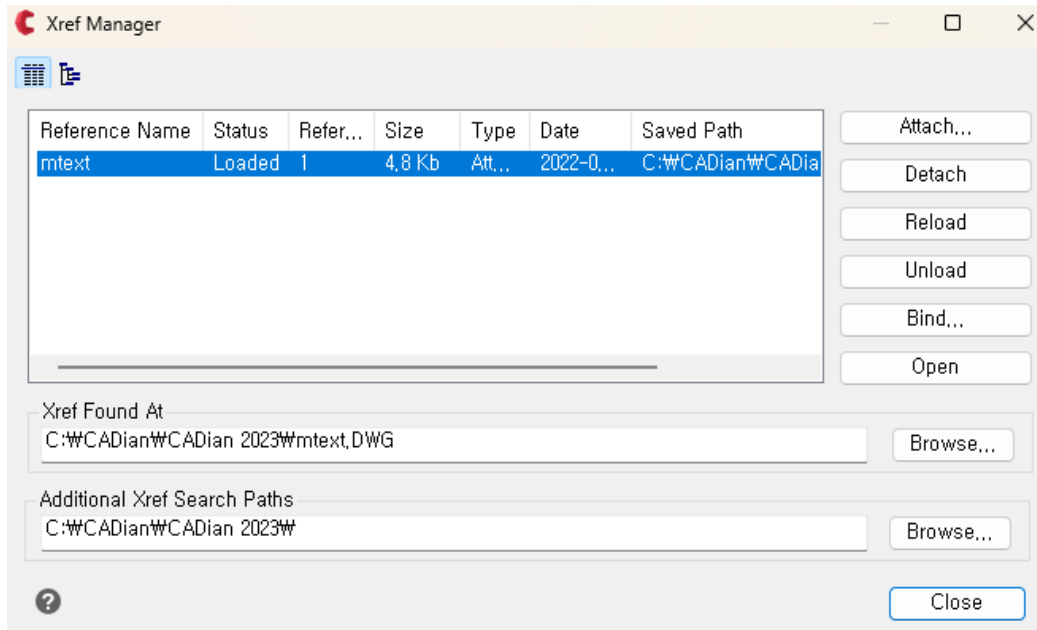 Xref Manager
Reference Name Status Refer... Size Type Date Saved Path
mtext Loaded 1 4,8 Kb Att... 2022-0... C:₩CADian₩CADia
Attach...
Detach
Reload
Unload
Bind...
Open
Xref Found At
C:₩CADian₩CADian 2023₩mtext,DWG
Browse...
Additional Xref Search Paths
C:₩CADian₩CADian 2023₩
Browse...
?
Close